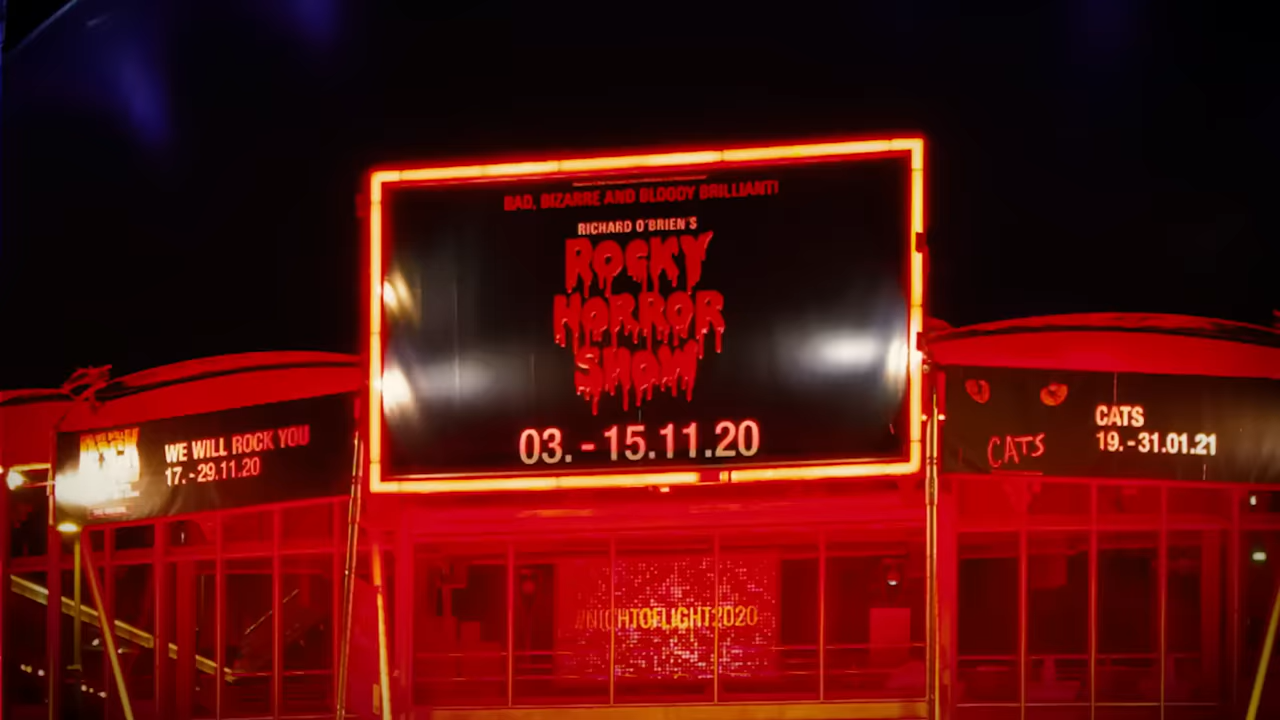 BAD, BIZARRE AND BLOODY BRILLIANT!
RICHARD O'BRIEN'S
ROCKY
HORROR
SHOW
03. - 15.11.20
WE WILL ROCK YOU
17. - 29.11.20
CATS
CATS
19. - 31.01.21
#NIGHTOFLIGHT2020